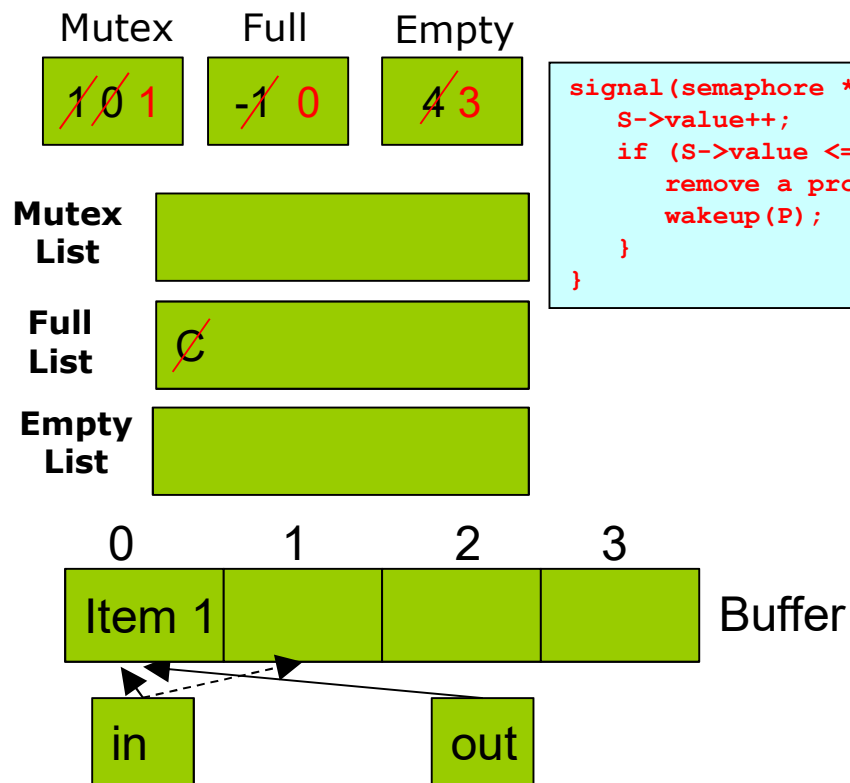 Mutex Full Empty
1 0 1 -1 0 4 3
signal(semaphore *
S->value++;
if (S->value <=
remove a pro
wakeup(P);
}
}
Mutex
List
Full
List
C
Empty
List
0 1 2 3
Item 1
Buffer
in out